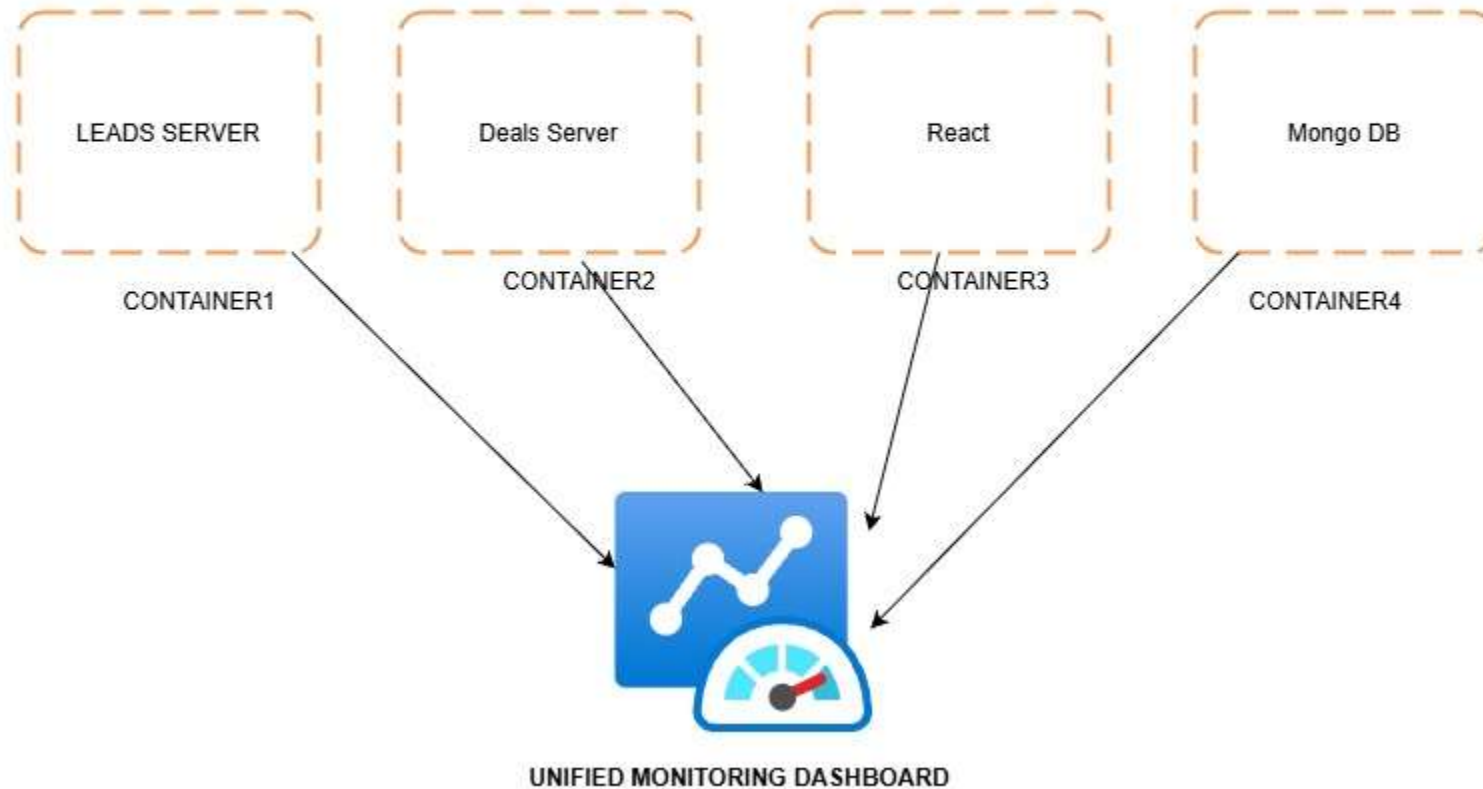 LEADS SERVER
Deals Server
React
Mongo DB
CONTAINER1
CONTAINER2
CONTAINER3
CONTAINER4
UNIFIED MONITORING DASHBOARD